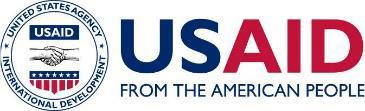 UNITED STATES AGENCY
USAID
INTERNATIONAL DEVELOPMENT
USAID
FROM THE AMERICAN PEOPLE